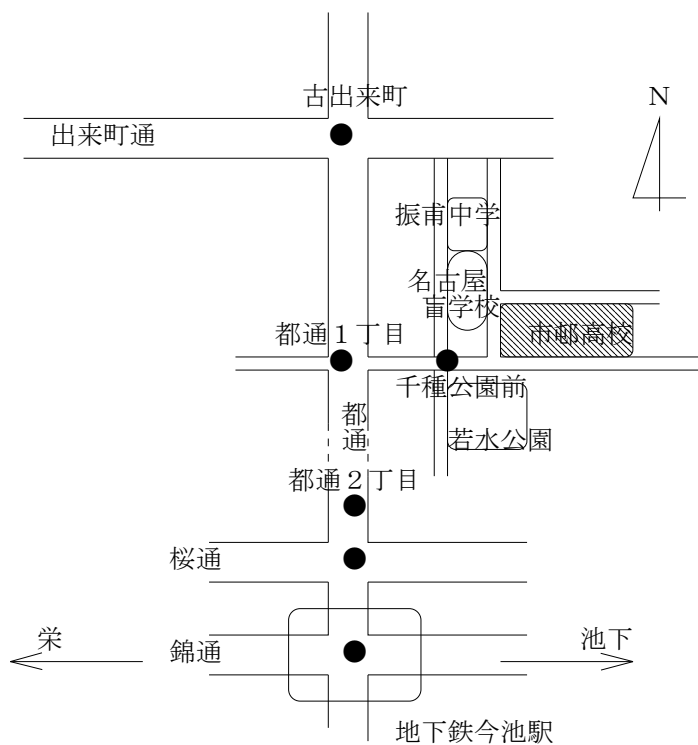 古出来町
N
出来町通
振甫中学
名古屋
盲学校
都通１丁目
市邨高校
千種公園前
都
通
若水公園
都通２丁目
桜通
栄
錦通
池下
地下鉄今池駅